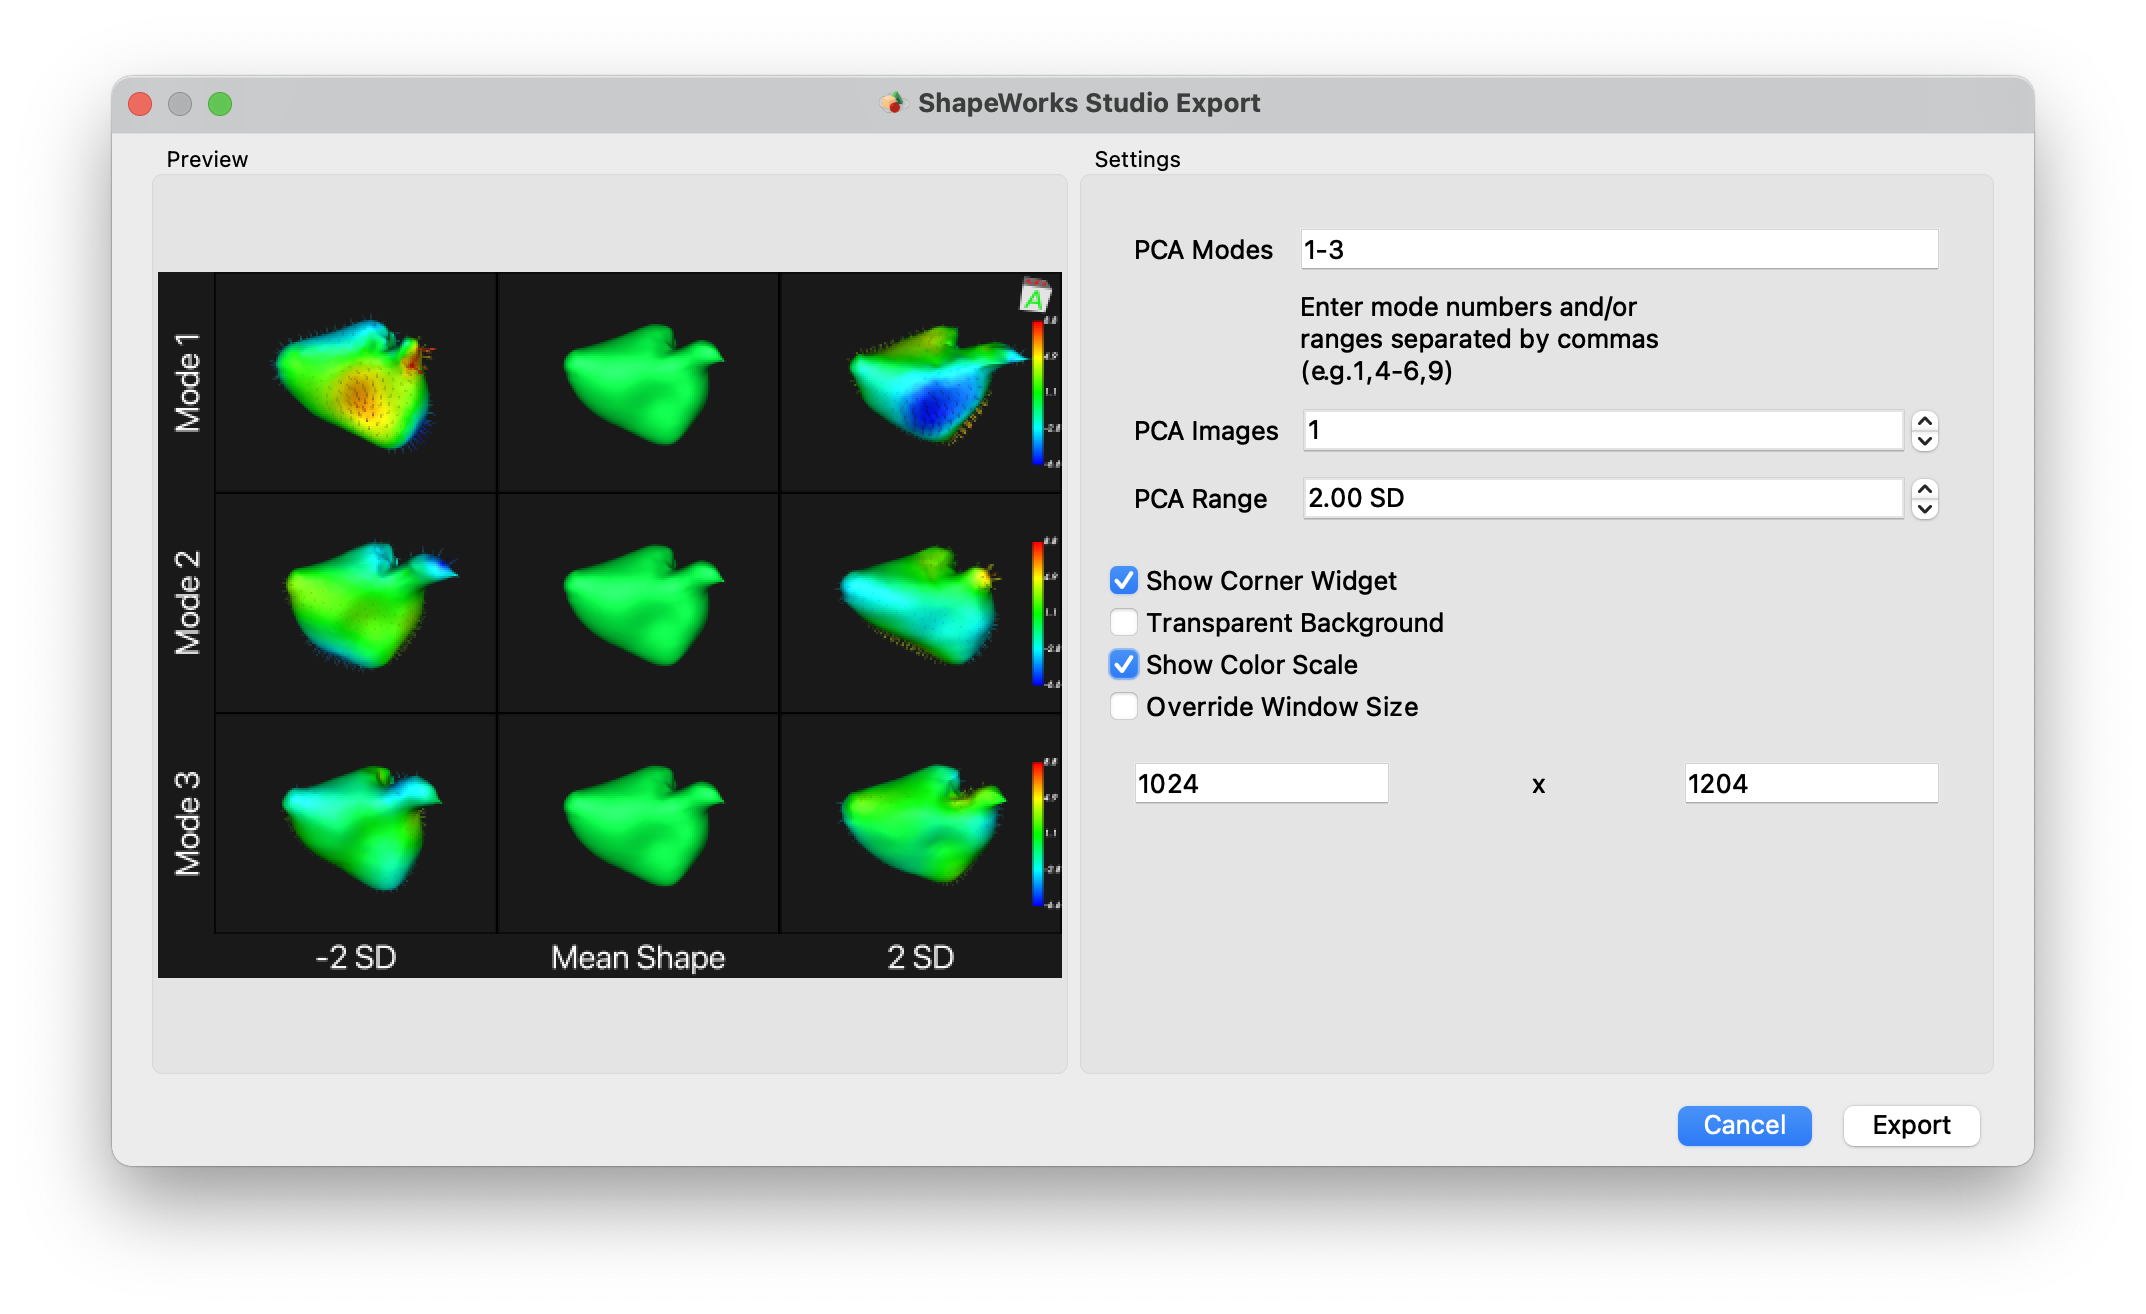 ShapeWorks Studio Export
Preview
Settings
Mode 1
Mode 2
Mode 3
-2 SD
Mean Shape
2 SD
A
PCA Modes
1-3
Enter mode numbers and/or
ranges separated by commas
(e.g.1,4-6,9)
PCA Images
1
PCA Range
2.00 SD
Show Corner Widget
Transparent Background
Show Color Scale
Override Window Size
1024
x
1204
Cancel
Export